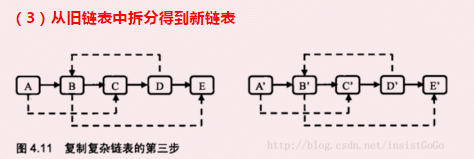 （3）从旧链表中拆分得到新链表
A B C D E A' B' C' D' E'
图 4.11 复制复杂链表的第三步 http://blog.csdn.net/insistGoGo